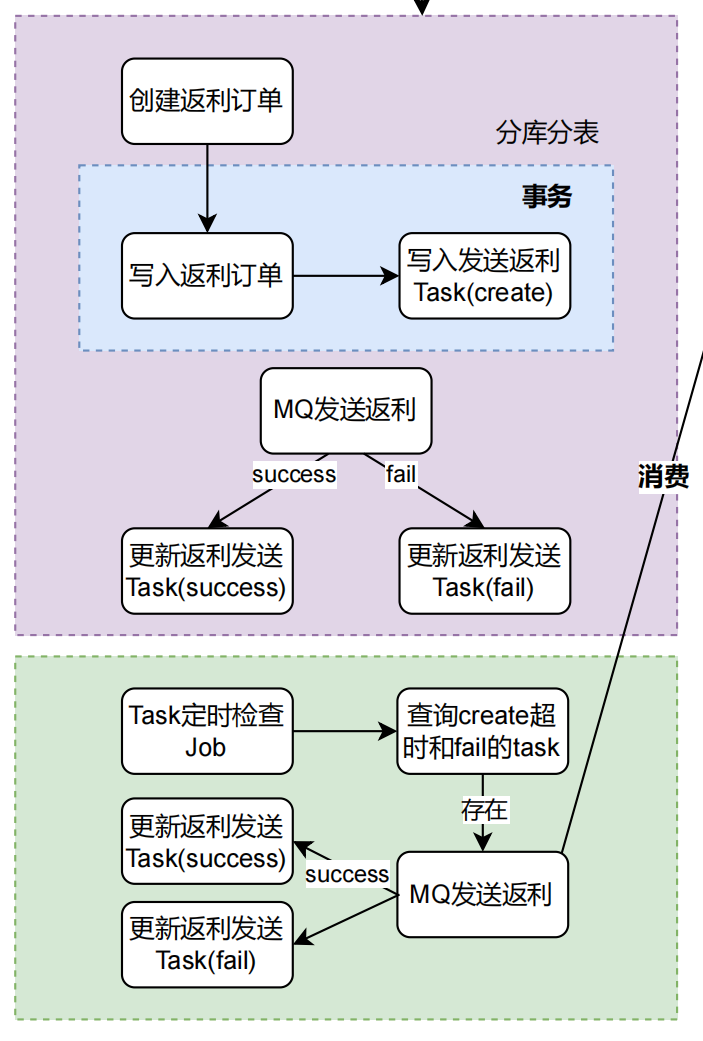 创建返利订单
分库分表
事务
写入返利订单
写入发送返利
Task(create)
MQ发送返利
success
fail
消费
更新返利发送
Task(success)
更新返利发送
Task(fail)
Task定时检查
Job
查询create超
时和fail的task
存在
更新返利发送
Task(success)
success
MQ发送返利
更新返利发送
Task(fail)